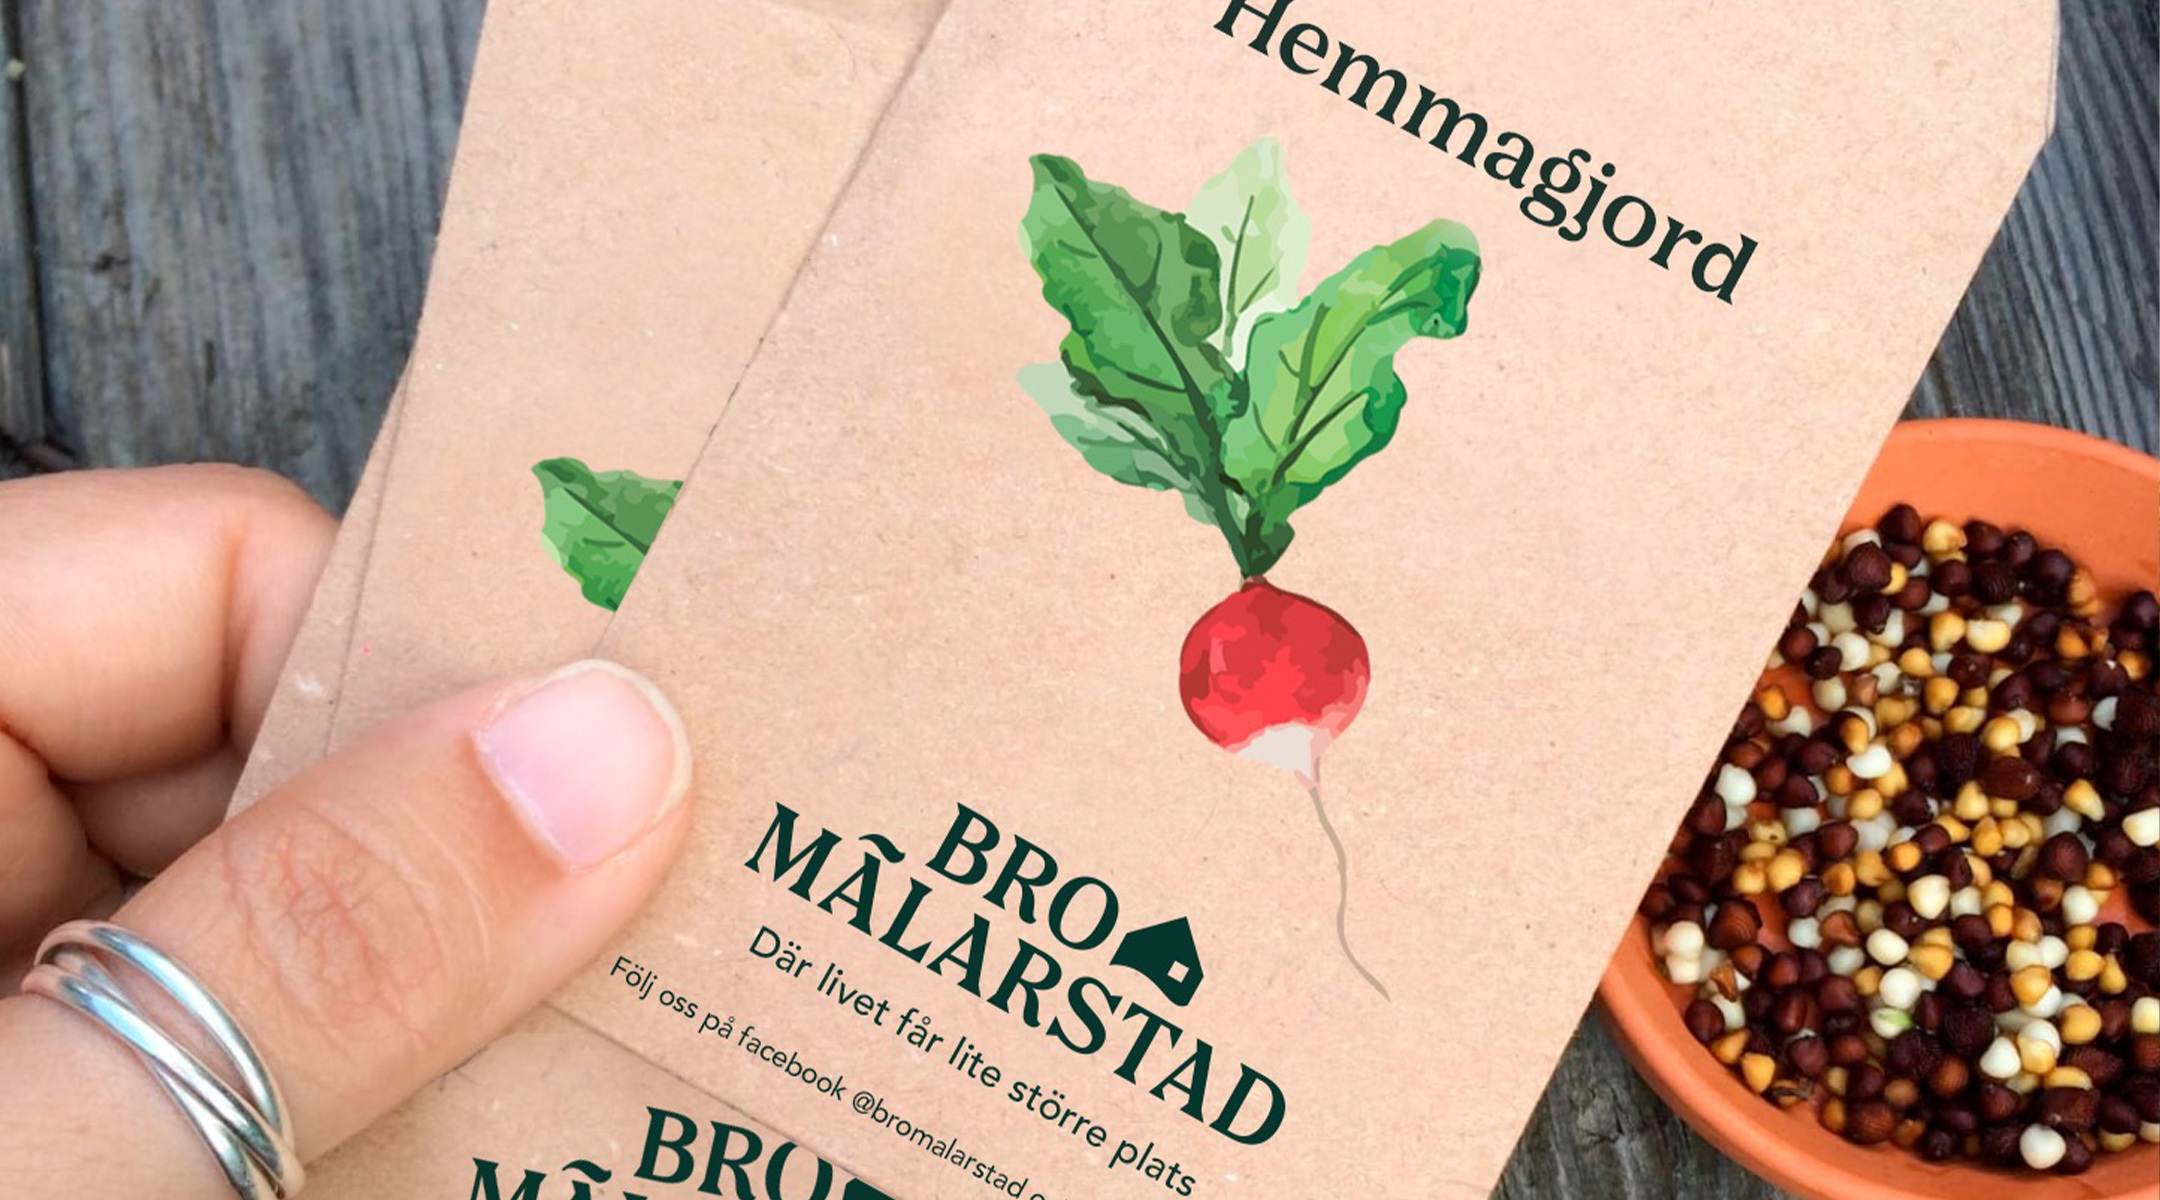 Hemmagjord
BRO
MÃLARSTAD
Där livet får lite större plats
Följ oss på facebook @bromalarstad
BRO